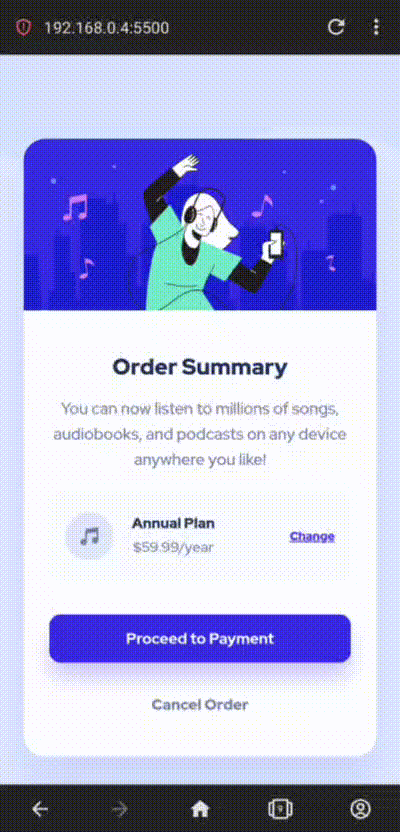 192.168.0.4:5500
Order Summary
You can now listen to millions of songs,
audiobooks, and podcasts on any device
anywhere you like!
Annual Plan
$59.99/year
Change
Proceed to Payment
Cancel Order